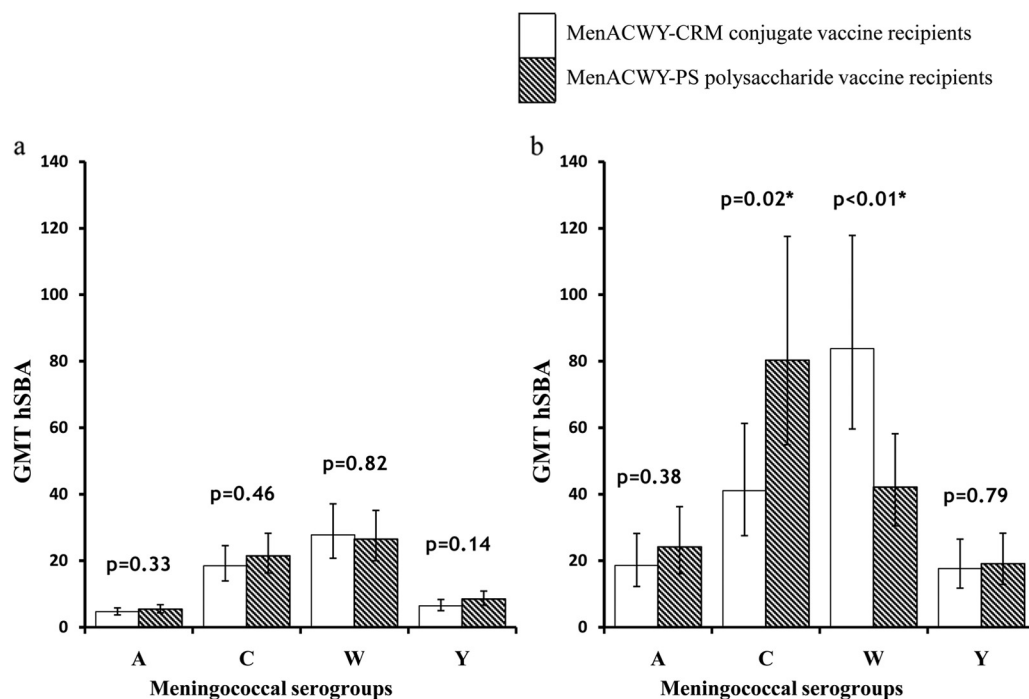 MenACWY-CRM conjugate vaccine recipients
MenACWY-PS polysaccharide vaccine recipients
a
140
120
100
80
60
40
20
0
GMT hSBA
p=0.33
p=0.46
p=0.82
p=0.14
A C W Y
Meningococcal serogroups
b
140
120
100
80
60
40
20
0
GMT hSBA
p=0.38
p=0.02*
p<0.01*
p=0.79
A C W Y
Meningococcal serogroups